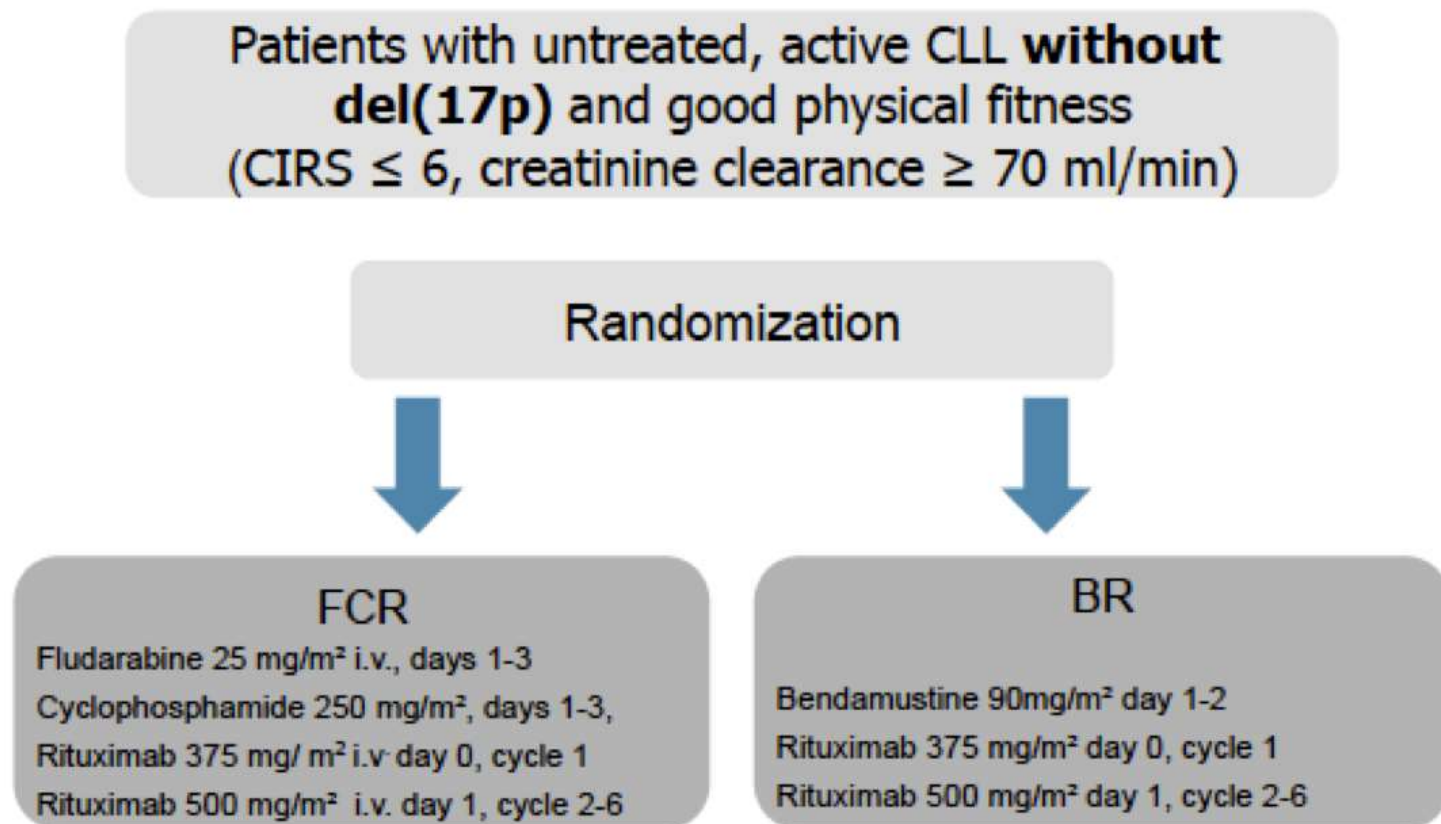 Patients with untreated, active CLL without
del(17p) and good physical fitness
(CIRS ≤ 6, creatinine clearance ≥ 70 ml/min)
Randomization
FCR
Fludarabine 25 mg/m² i.v., days 1-3
Cyclophosphamide 250 mg/m², days 1-3,
Rituximab 375 mg/ m² i.v· day 0, cycle 1
Rituximab 500 mg/m² i.v. day 1, cycle 2-6
BR
Bendamustine 90mg/m² day 1-2
Rituximab 375 mg/m² day 0, cycle 1
Rituximab 500 mg/m² day 1, cycle 2-6